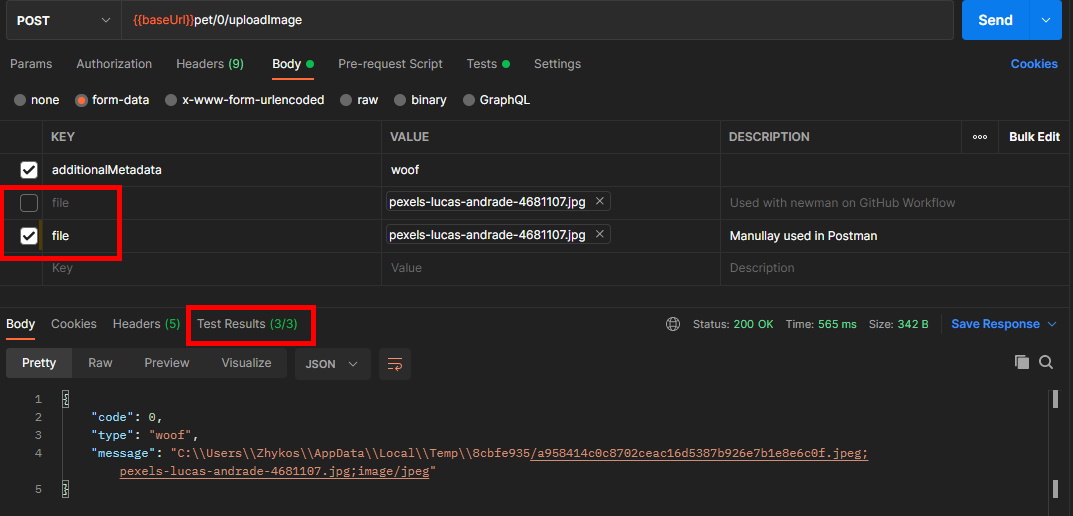 POST {{baseUrl}}pet/0/uploadImage Send
Params Authorization Headers (9) Body Pre-request Script Tests Settings Cookies
none form-data x-www-form-urlencoded raw binary GraphQL
KEY VALUE DESCRIPTION ooo Bulk Edit
additionalMetadata woof
file pexels-lucas-andrade-4681107.jpg × Used with newman on GitHub Workflow
file pexels-lucas-andrade-4681107.jpg × Manullay used in Postman
Key Value Description
Body Cookies Headers (5) Test Results (3/3) Status: 200 OK Time: 565 ms Size: 342 B Save Response
Pretty Raw Preview Visualize JSON
1 {
2 "code": 0,
3 "type": "woof",
4 "message": "C:\\Users\\Zhykos\\AppData\\Local\\Temp\\8cbfe935/a958414c0c8702ceac16d5387b926e7b1e8e6c0f.jpeg;
pexels-lucas-andrade-4681107.jpg;image/jpeg"
5 }